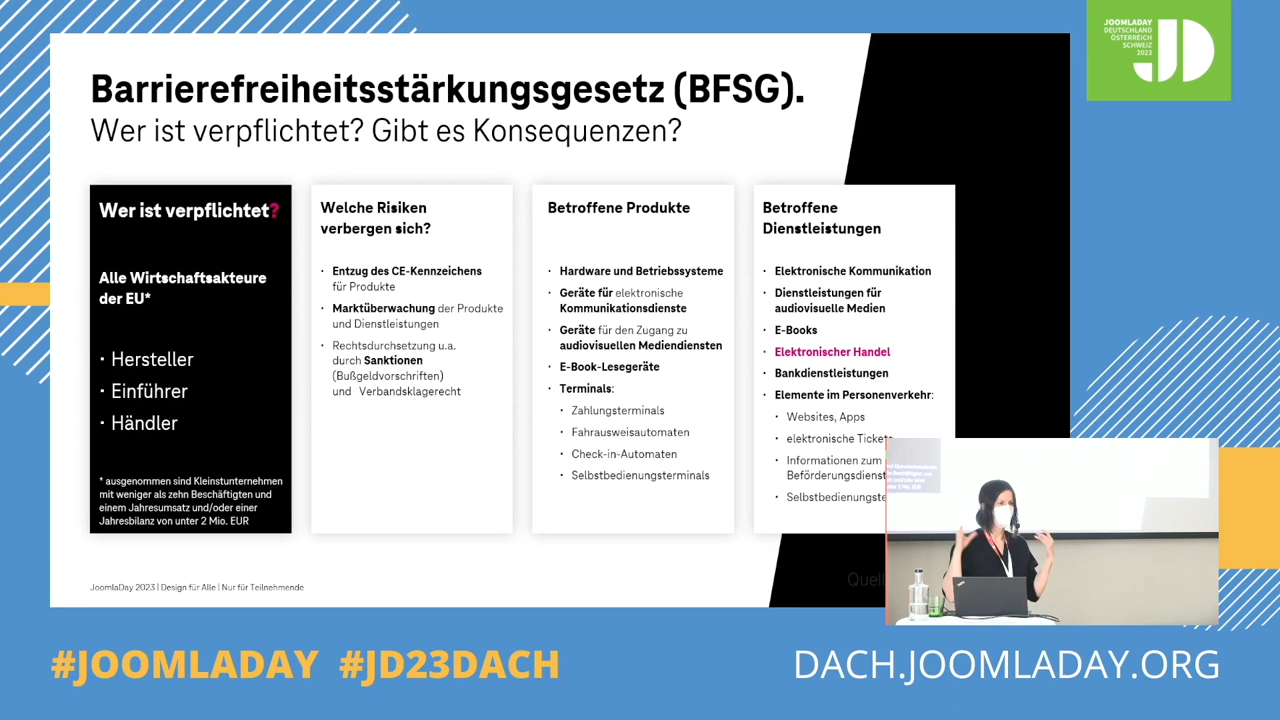 JOOMLADAY
DEUTSCHLAND
ÖSTERREICH
SCHWEIZ
2023
JD
Barrierefreiheitsstärkungsgesetz (BFSG).
Wer ist verpflichtet? Gibt es Konsequenzen?
Wer ist verpflichtet?
Alle Wirtschaftsakteure
der EU*
· Hersteller
· Einführer
· Händler
* ausgenommen sind Kleinstunternehmen
mit weniger als zehn Beschäftigten und
einem Jahresumsatz und/oder einer
Jahresbilanz von unter 2 Mio. EUR
Welche Risiken
verbergen sich?
· Entzug des CE-Kennzeichens
für Produkte
· Marktüberwachung der Produkte
und Dienstleistungen
· Rechtsdurchsetzung u.a.
durch Sanktionen
(Bußgeldvorschriften)
und Verbandsklagerecht
Betroffene Produkte
· Hardware und Betriebssysteme
· Geräte für elektronische
Kommunikationsdienste
· Geräte für den Zugang zu
audiovisuellen Mediendiensten
· E-Book-Lesegeräte
· Terminals:
· Zahlungsterminals
· Fahrausweisautomaten
· Check-in-Automaten
· Selbstbedienungsterminals
Betroffene
Dienstleistungen
· Elektronische Kommunikation
· Dienstleistungen für
audiovisuelle Medien
· E-Books
· Elektronischer Handel
· Bankdienstleistungen
· Elemente im Personenverkehr:
· Websites, Apps
· elektronische Tickets
· Informationen zum
Beförderungsdienst
· Selbstbedienungste
Quell
JoomlaDay 2023 | Design für Alle | Nur für Teilnehmende
#JOOMLADAY #JD23DACH
DACH.JOOMLADAY.ORG